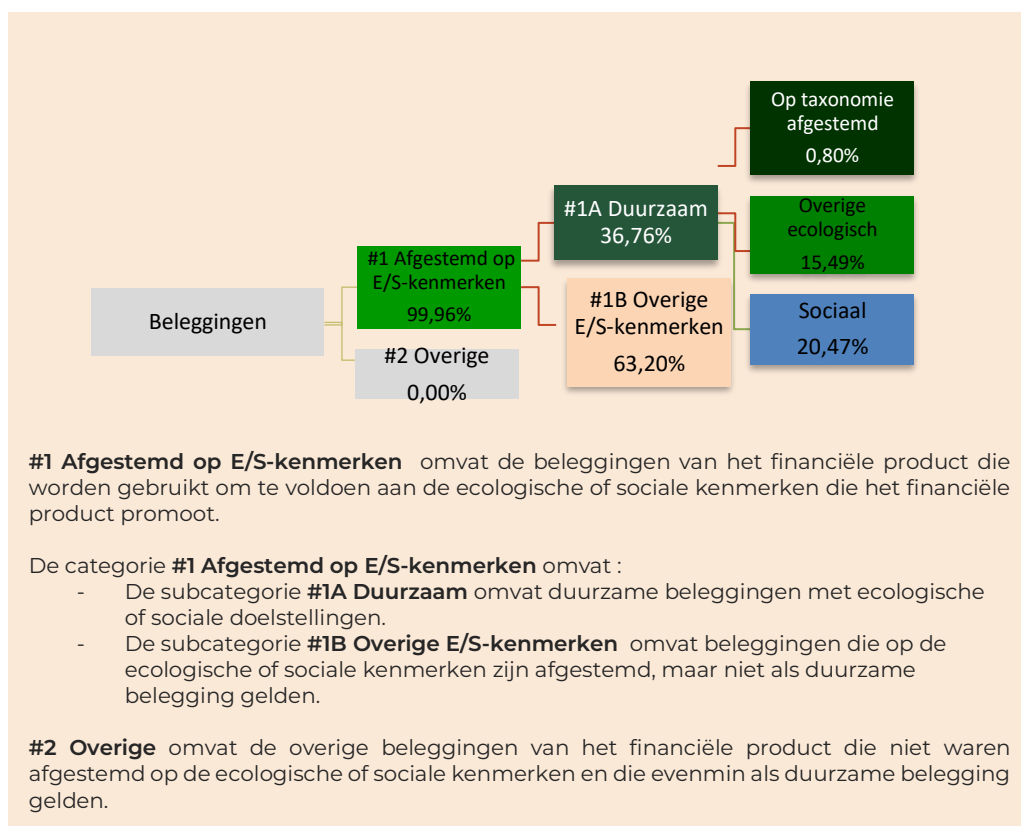 Op taxonomie
afgestemd
0,80%
#1A Duurzaam
36,76%
Overige
ecologisch
15,49%
#1 Afgestemd op
E/S-kenmerken
99,96%
Beleggingen
#1B Overige
E/S-kenmerken
63,20%
Sociaal
20,47%
#2 Overige
0,00%
#1 Afgestemd op E/S-kenmerken omvat de beleggingen van het financiële product die
worden gebruikt om te voldoen aan de ecologische of sociale kenmerken die het financiële
product promoot.
De categorie #1 Afgestemd op E/S-kenmerken omvat :
- De subcategorie #1A Duurzaam omvat duurzame beleggingen met ecologische
of sociale doelstellingen.
- De subcategorie #1B Overige E/S-kenmerken omvat beleggingen die op de
ecologische of sociale kenmerken zijn afgestemd, maar niet als duurzame
belegging gelden.
#2 Overige omvat de overige beleggingen van het financiële product die niet waren
afgestemd op de ecologische of sociale kenmerken en die evenmin als duurzame belegging
gelden.